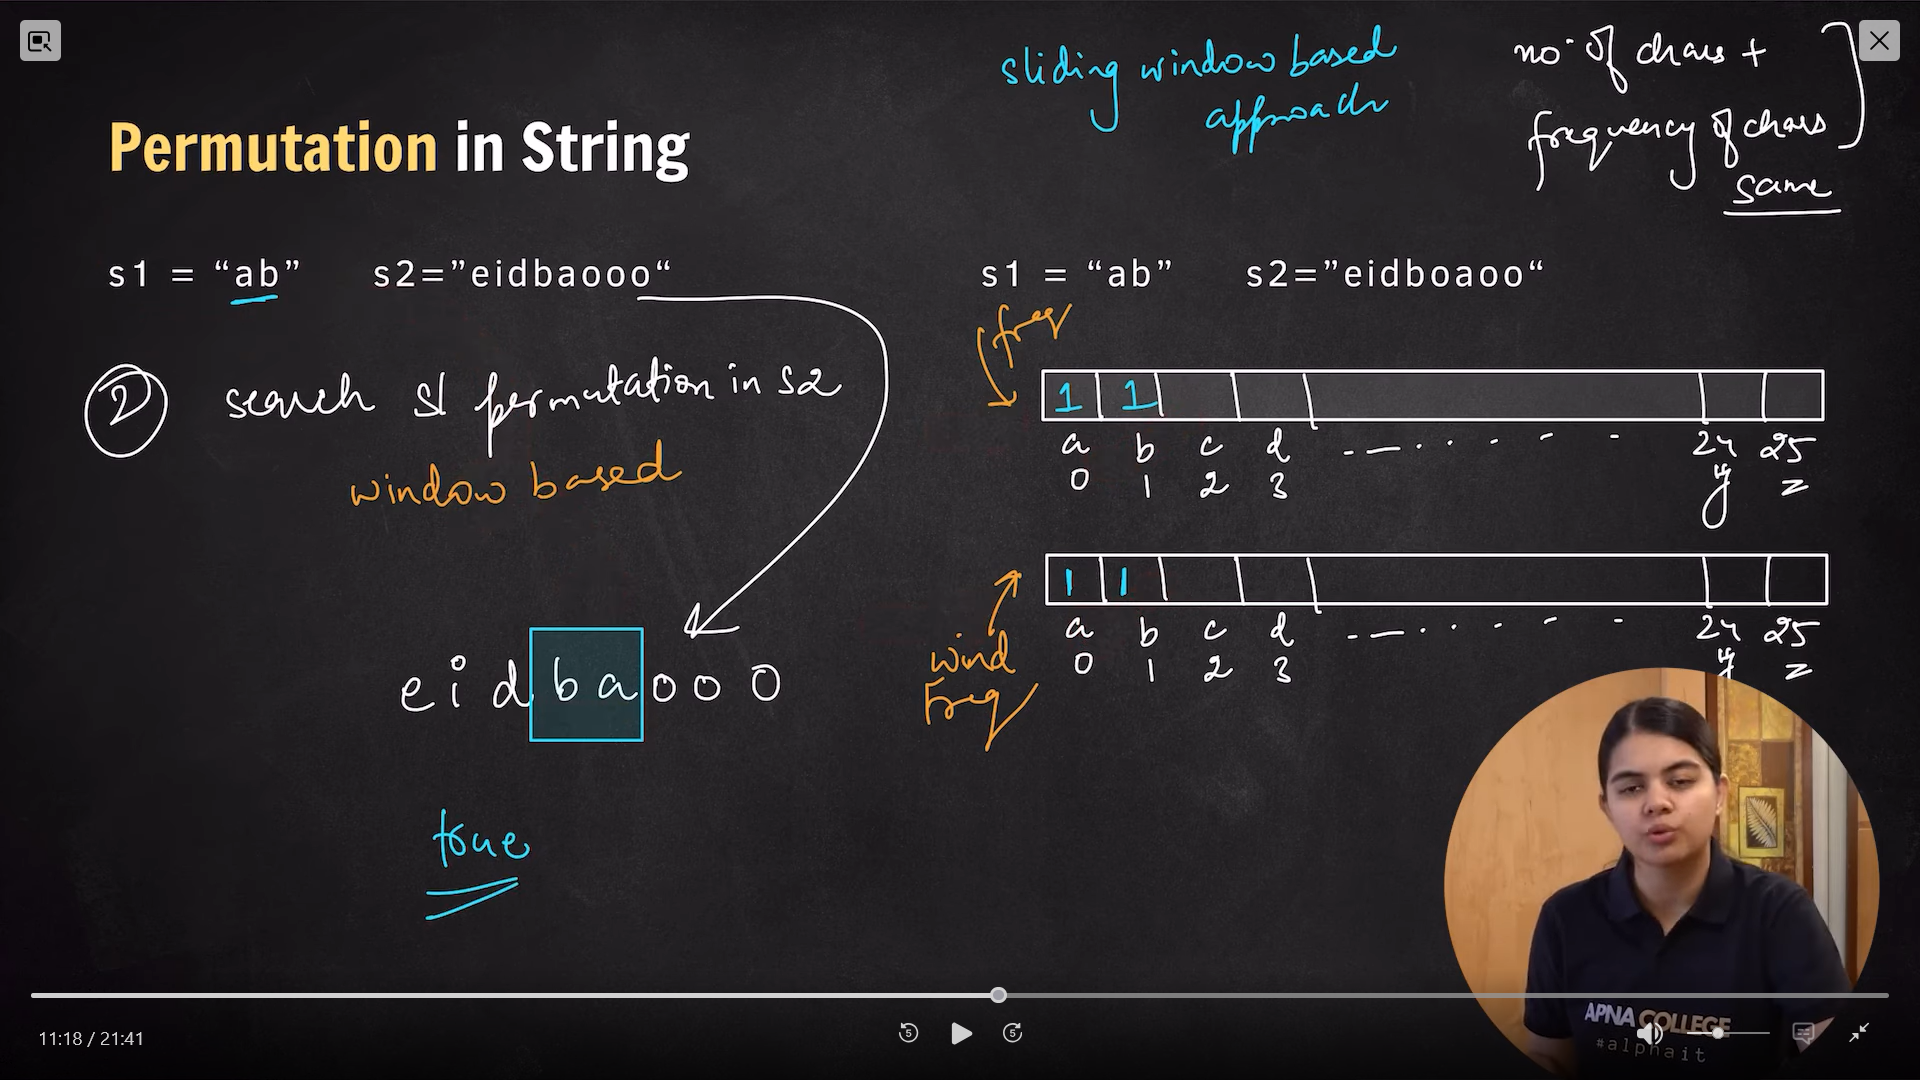 sliding window based
approach
no. of chars +
frequency of chars
same
Permutation in String
s1 = “ab” s2=”eidbaooo“
s1 = “ab” s2=”eidboaoo“
freq
2 search s1 permutation in s2
window based
1 1
a b c d 24 25
0 1 2 3 y z
1 1
a b c d 24 25
0 1 2 3 y z
wind
Freq
e i d b a o o o
true
APNA COLLEGE
#alphait
11:18 / 21:41
5 5